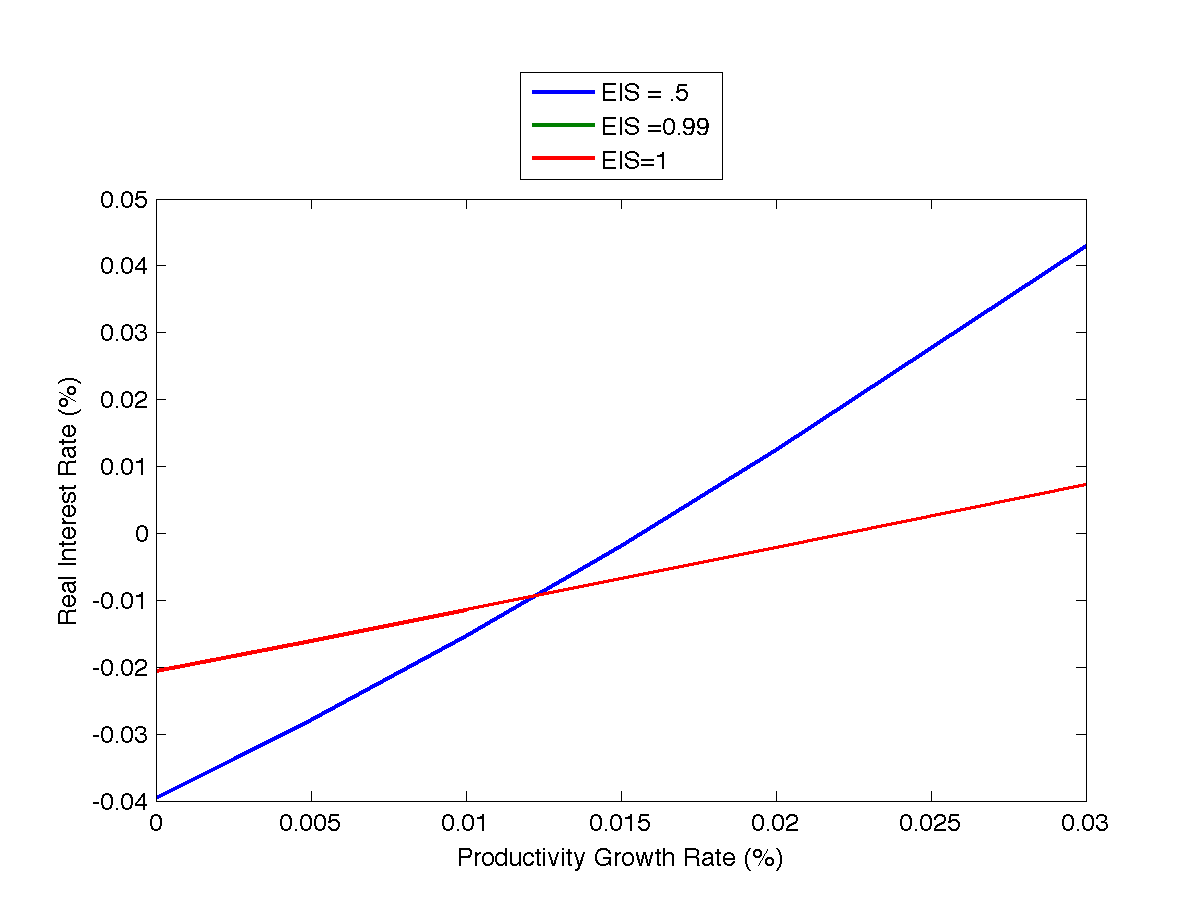 EIS = .5
EIS =0.99
EIS=1
0.05
0.04
0.03
0.02
0.01
0
-0.01
-0.02
-0.03
-0.04
Real Interest Rate (%)
0 0.005 0.01 0.015 0.02 0.025 0.03
Productivity Growth Rate (%)